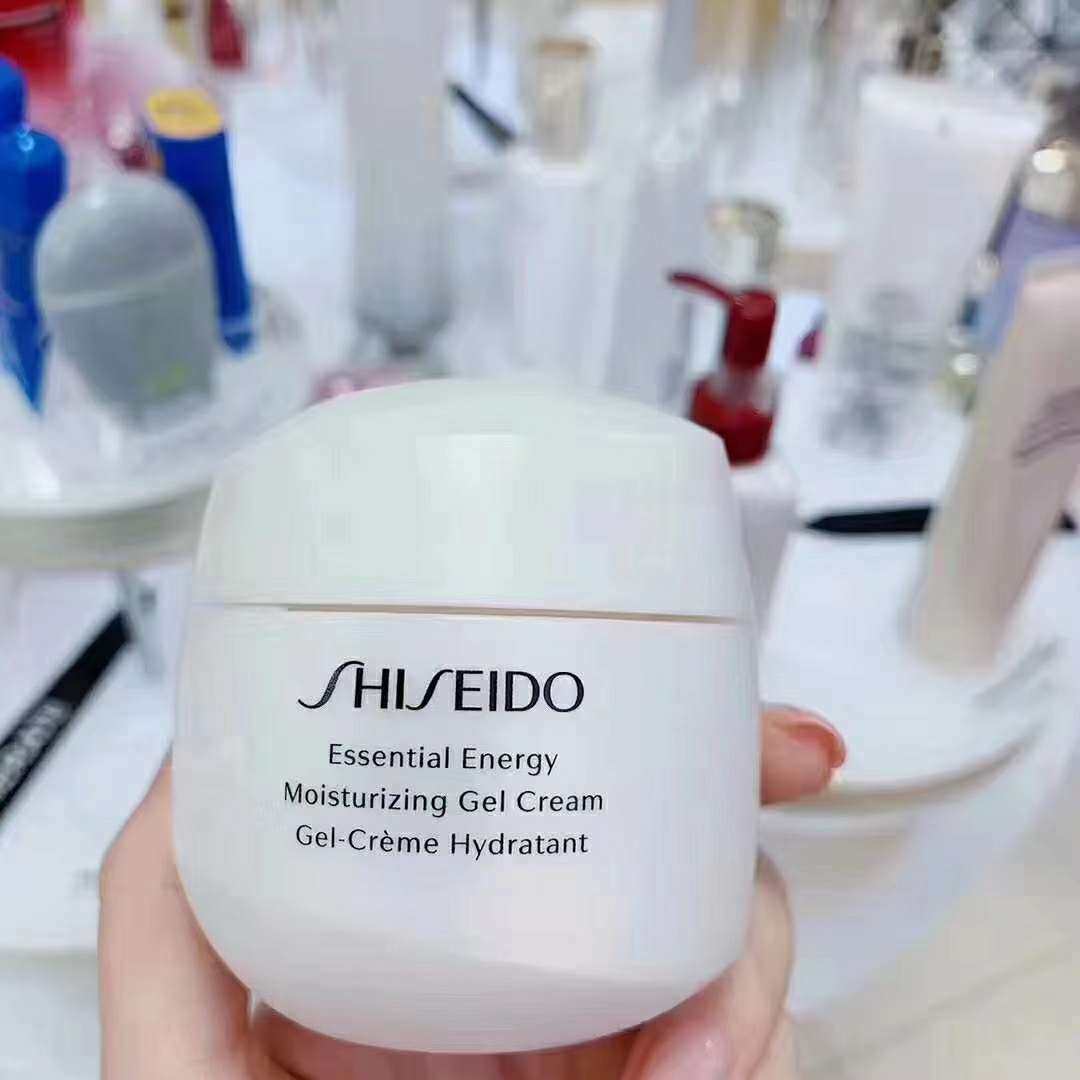 SHISEIDO
Essential Energy
Moisturizing Gel Cream
Gel-Crème Hydratant